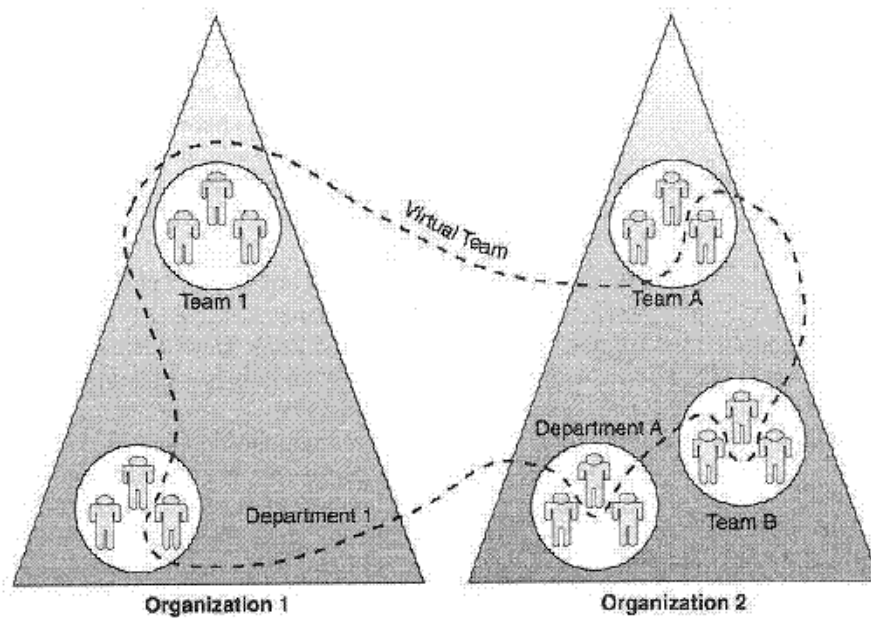 Virtual Team
Team 1
Team A
Department A
Department 1
Team B
Organization 1
Organization 2